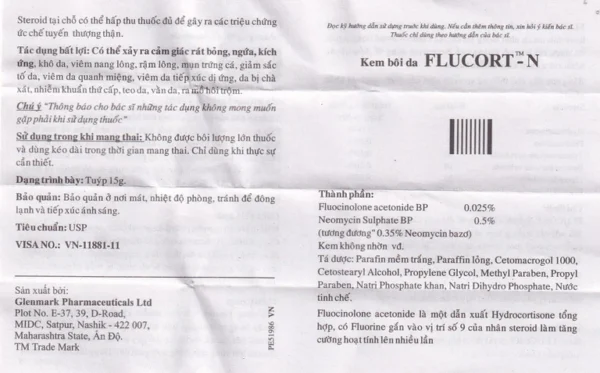 Steroid tại chỗ có thể hấp thu thuốc đủ để gây ra các triệu chứng
ức chế tuyến thượng thận.
Tác dụng bất lợi: Có thể xảy ra cảm giác rát bỏng, ngứa, kích
ứng, khô da, viêm nang lông, rậm lông, mụn trứng cá, giảm sắc
tố da, viêm da quanh miệng, viêm da tiếp xúc dị ứng, da bị chà
xát, nhiễm khuẩn thứ cấp, teo da, vằn da, ra mồ hôi trộm.
Chú ý "Thông báo cho bác sĩ những tác dụng không mong muốn
gặp phải khi sử dụng thuốc"
Sử dụng trong khi mang thai: Không được bôi lượng lớn thuốc
và dùng kéo dài trong thời gian mang thai. Chỉ dùng khi thực sự
cần thiết.
Dạng trình bày: Tuýp 15g.
Bảo quản: Bảo quản ở nơi mát, nhiệt độ phòng, tránh để đông
lạnh và tiếp xúc ánh sáng.
Tiêu chuẩn: USP
VISA NO.: VN-11881-11
Sản xuất bởi:
Glenmark Pharmaceuticals Ltd
Plot No. E-37, 39, D-Road,
MIDC, Satpur, Nashik - 422 007,
Maharashtra State, Ấn Độ.
TM Trade Mark
PE51986 VN
Đọc kỹ hướng dẫn sử dụng trước khi dùng. Nếu cần thêm thông tin, xin hỏi ý kiến bác sĩ.
Thuốc chỉ dùng theo hướng dẫn của bác sĩ.
Kem bôi da FLUCORT™-N
Thành phần:
Fluocinolone acetonide BP 0.025%
Neomycin Sulphate BP 0.5%
(tương đương" 0.35% Neomycin bazơ)
Kem không nhờn vđ.
Tá dược: Parafin mềm trắng, Paraffin lỏng, Cetomacrogol 1000,
Cetostearyl Alcohol, Propylene Glycol, Methyl Paraben, Propyl
Paraben, Natri Phosphate khan, Natri Dihydro Phosphate, Nước
tinh chế.
Fluocinolone acetonide là một dẫn xuất Hydrocortisone tổng
hợp, có Fluorine gắn vào vị trí số 9 của nhân steroid làm tăng
cường hoạt tính lên nhiều lần